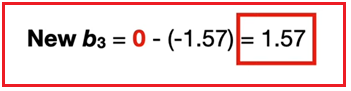 New b₃ = 0 - (-1.57) = 1.57